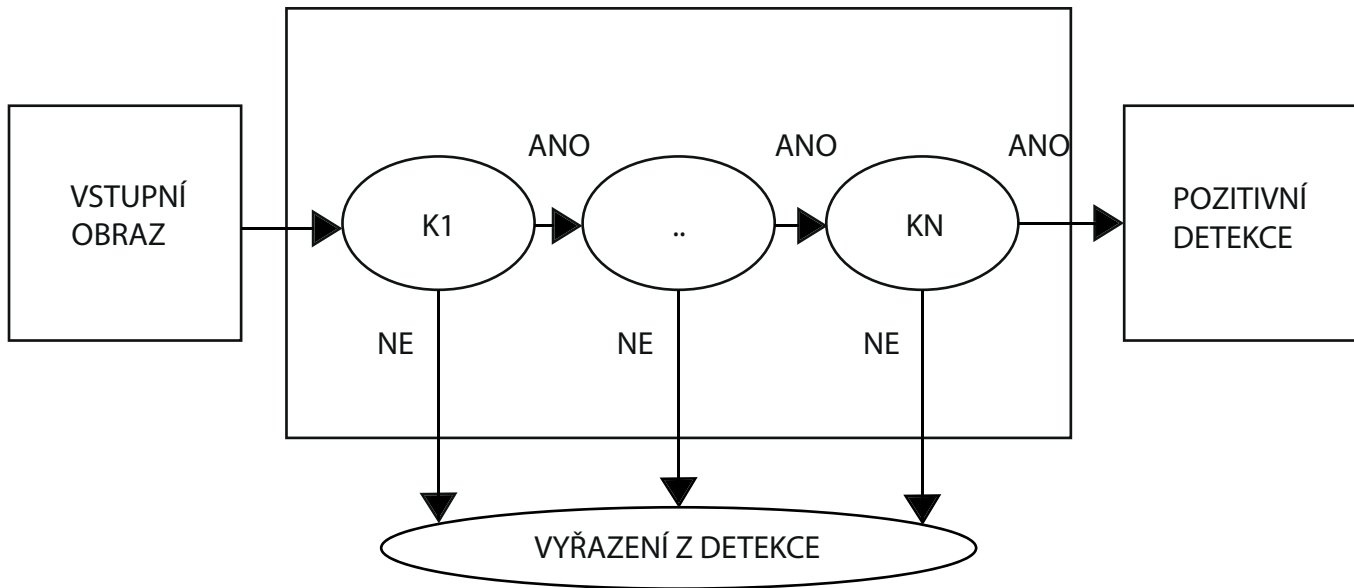 ANO
ANO
ANO
VSTUPNÍ
OBRAZ
K1
..
KN
POZITIVNÍ
DETEKCE
NE
NE
NE
VYŘAZENÍ Z DETEKCE